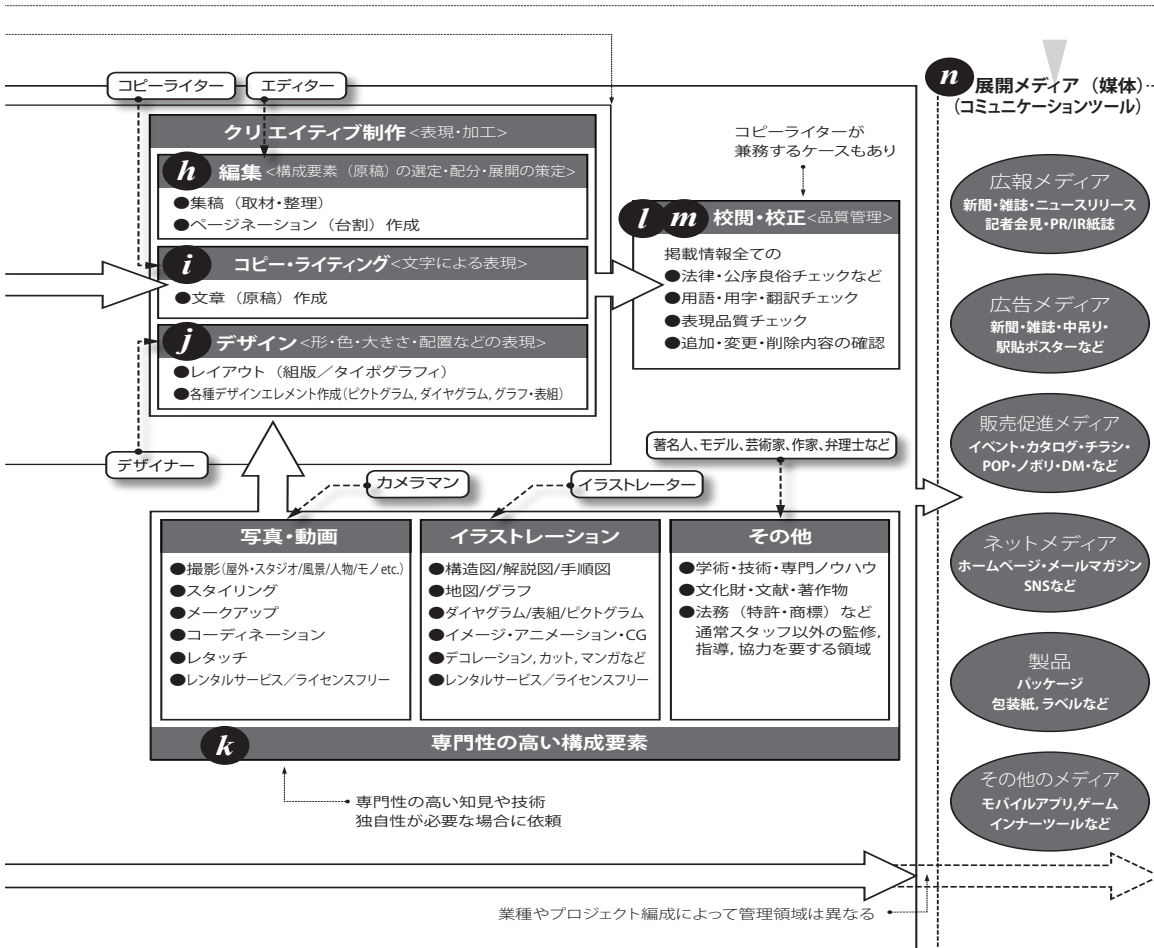 コピーライター
エディター
クリエイティブ制作<表現・加工>
h 編集<構成要素（原稿）の選定・配分・展開の策定>
●集稿（取材・整理）
●ページネーション（台割）作成
i コピー・ライティング<文字による表現>
●文章（原稿）作成
j デザイン<形・色・大きさ・配置などの表現>
●レイアウト（組版／タイポグラフィ）
●各種デザインエレメント作成（ピクトグラム, ダイヤグラム, グラフ・表組）
デザイナー
コピーライターが
兼務するケースもあり
l m 校閲・校正<品質管理>
掲載情報全ての
●法律・公序良俗チェックなど
●用語・用字・翻訳チェック
●表現品質チェック
●追加・変更・削除内容の確認
カメラマン
イラストレーター
著名人、モデル、芸術家、作家、弁理士など
写真・動画
●撮影（屋外・スタジオ/風景/人物/モノetc.）
●スタイリング
●メークアップ
●コーディネーション
●レタッチ
●レンタルサービス／ライセンスフリー
イラストレーション
●構造図/解説図/手順図
●地図/グラフ
●ダイヤグラム/表組/ピクトグラム
●イメージ・アニメーション・CG
●デコレーション, カット, マンガなど
●レンタルサービス／ライセンスフリー
その他
●学術・技術・専門ノウハウ
●文化財・文献・著作物
●法務（特許・商標）など
通常スタッフ以外の監修,
指導, 協力を要する領域
k 専門性の高い構成要素
専門性の高い知見や技術
独自性が必要な場合に依頼
業種やプロジェクト編成によって管理領域は異なる
n 展開メディア（媒体）
（コミュニケーションツール）
広報メディア
新聞・雑誌・ニュースリリース
記者会見・PR/IR紙誌
広告メディア
新聞・雑誌・中吊り・
駅貼ポスターなど
販売促進メディア
イベント・カタログ・チラシ・
POP・ノボリ・DM・など
ネットメディア
ホームページ・メールマガジン
SNSなど
製品
パッケージ
包装紙, ラベルなど
その他のメディア
モバイルアプリ,ゲーム
インナーツールなど